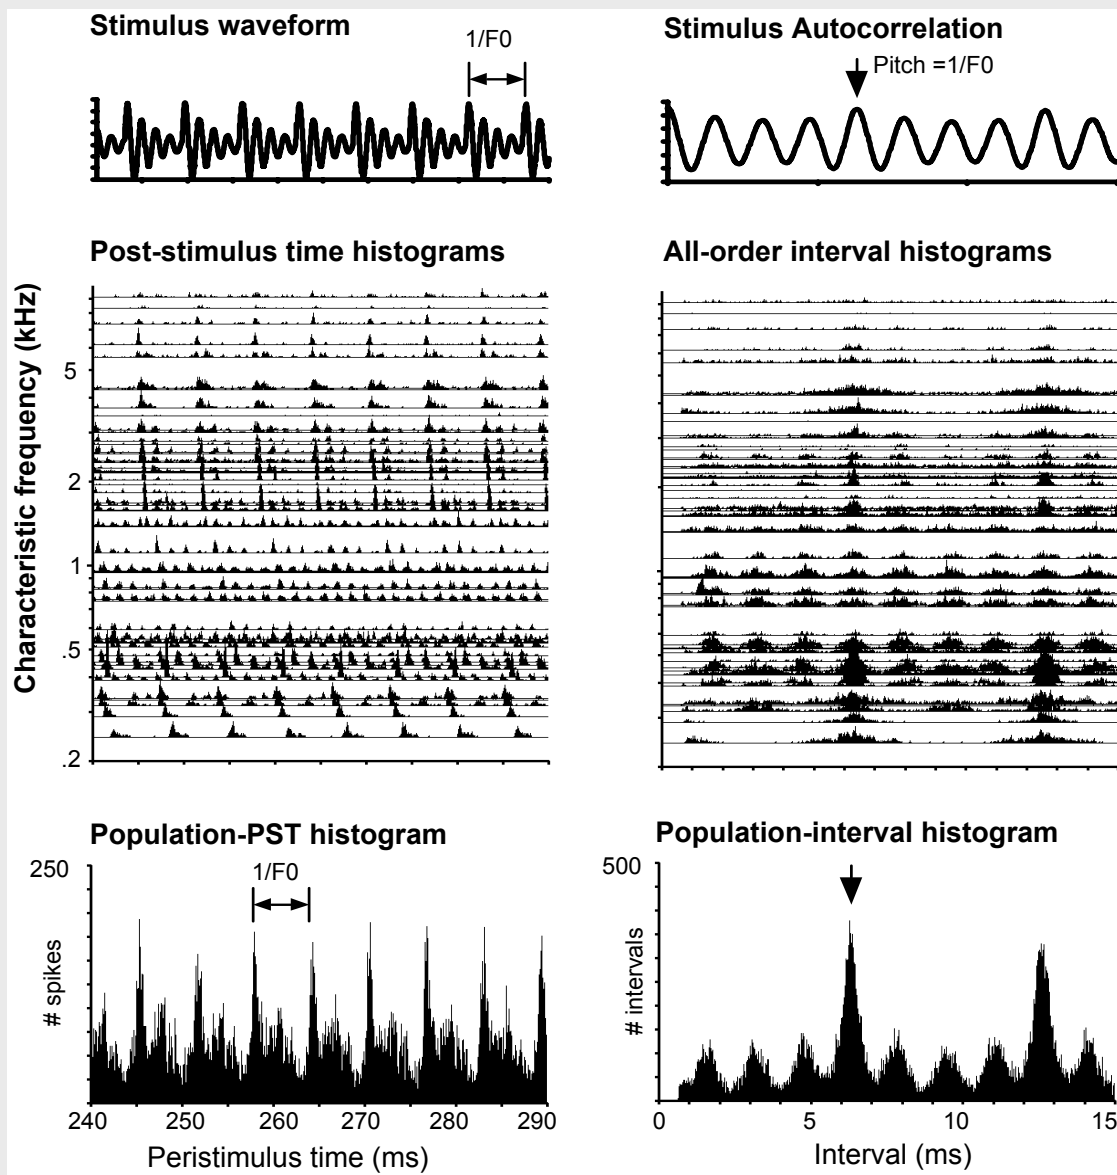 Stimulus waveform
1/F0
Stimulus Autocorrelation
Pitch =1/F0
Post-stimulus time histograms
All-order interval histograms
Characteristic frequency (kHz)
5
2
1
.5
.2
Population-PST histogram
250
1/F0
# spikes
240 250 260 270 280 290
Peristimulus time (ms)
Population-interval histogram
500
# intervals
0 5 10 15
Interval (ms)